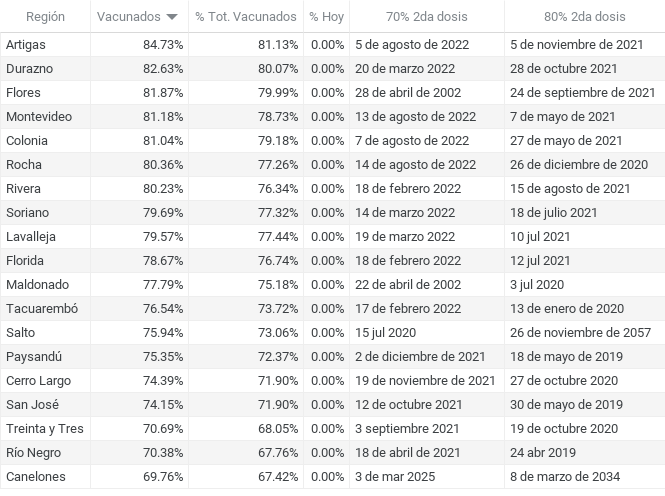 Región Vacunados % Tot. Vacunados % Hoy 70% 2da dosis 80% 2da dosis
Artigas 84.73% 81.13% 0.00% 5 de agosto de 2022 5 de noviembre de 2021
Durazno 82.63% 80.07% 0.00% 20 de marzo 2022 28 de octubre 2021
Flores 81.87% 79.99% 0.00% 28 de abril de 2002 24 de septiembre de 2021
Montevideo 81.18% 78.73% 0.00% 13 de agosto de 2022 7 de mayo de 2021
Colonia 81.04% 79.18% 0.00% 7 de agosto de 2022 27 de mayo de 2021
Rocha 80.36% 77.26% 0.00% 14 de agosto de 2022 26 de diciembre de 2020
Rivera 80.23% 76.34% 0.00% 18 de febrero 2022 15 de agosto de 2021
Soriano 79.69% 77.32% 0.00% 14 de marzo de 2022 18 de julio 2021
Lavalleja 79.57% 77.44% 0.00% 19 de marzo de 2022 10 jul 2021
Florida 78.67% 76.74% 0.00% 18 de febrero de 2022 12 jul 2021
Maldonado 77.79% 75.18% 0.00% 22 de abril de 2002 3 jul 2020
Tacuarembó 76.54% 73.72% 0.00% 17 de febrero de 2022 13 de enero de 2020
Salto 75.94% 73.06% 0.00% 15 jul 2020 26 de noviembre de 2057
Paysandú 75.35% 72.37% 0.00% 2 de diciembre de 2021 18 de mayo de 2019
Cerro Largo 74.39% 71.90% 0.00% 19 de noviembre de 2021 27 de octubre 2020
San José 74.15% 71.90% 0.00% 12 de octubre 2021 30 de mayo de 2019
Treinta y Tres 70.69% 68.05% 0.00% 3 septiembre 2021 19 de octubre 2020
Río Negro 70.38% 67.76% 0.00% 18 de abril de 2021 24 abr 2019
Canelones 69.76% 67.42% 0.00% 3 de mar 2025 8 de marzo de 2034